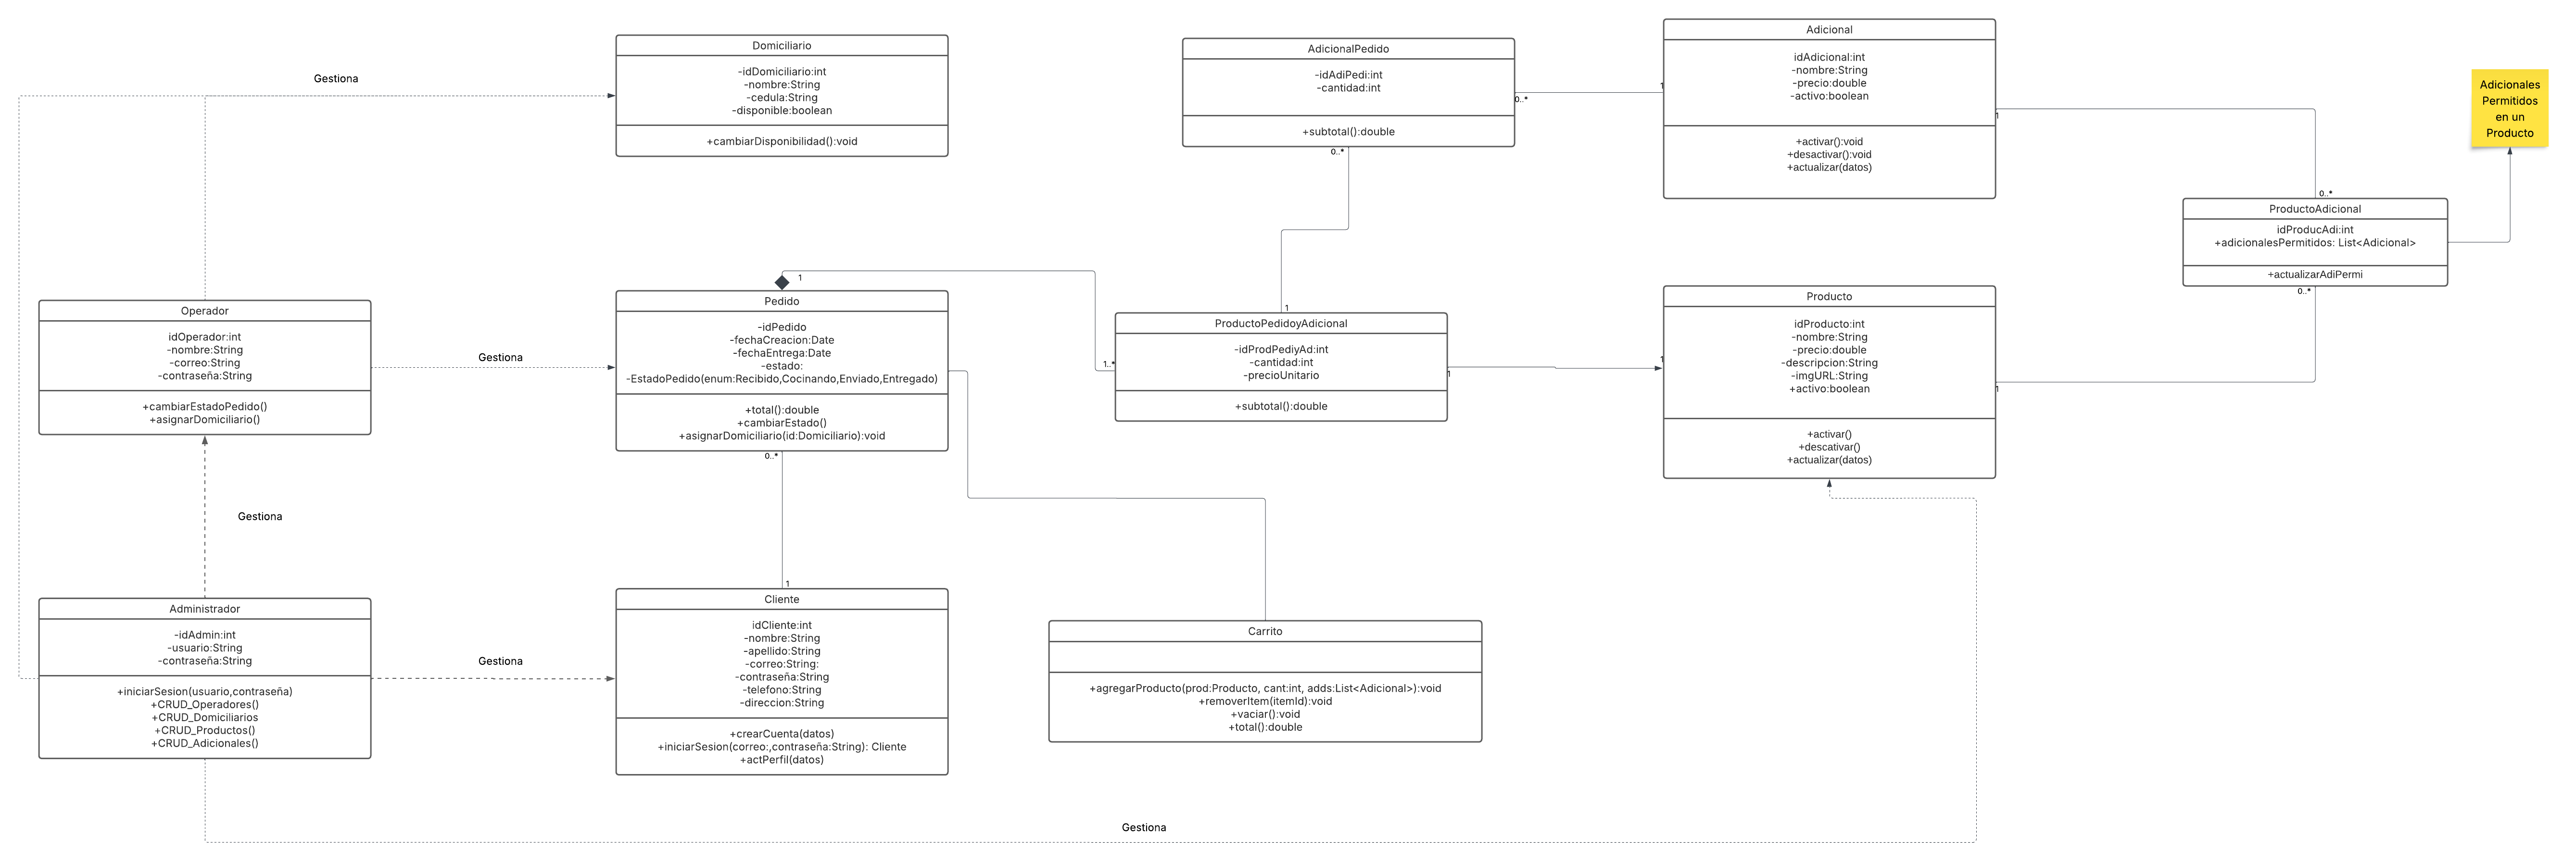 Gestiona
Domiciliario
-idDomiciliario:int
-nombre:String
-cedula:String
-disponible:boolean
+cambiarDisponibilidad():void
AdicionalPedido
-idAdiPedi:int
-cantidad:int
+subtotal():double
0..*
0..*
1
Adicional
idAdicional:int
-nombre:String
-precio:double
-activo:boolean
+activar():void
+desactivar():void
+actualizar(datos)
1
Adicionales
Permitidos
en un
Producto
0..*
ProductoAdicional
idProducAdi:int
+adicionalesPermitidos: List<Adicional>
+actualizarAdiPermi
0..*
Operador
idOperador:int
-nombre:String
-correo:String
-contraseña:String
+cambiarEstadoPedido()
+asignarDomiciliario()
Gestiona
1
Pedido
-idPedido
-fechaCreacion:Date
-fechaEntrega:Date
-estado:
-EstadoPedido(enum:Recibido,Cocinando,Enviado,Entregado)
+total():double
+cambiarEstado()
+asignarDomiciliario(id:Domiciliario):void
0..*
1..*
1
ProductoPedidoyAdicional
-idProdPediyAd:int
-cantidad:int
-precioUnitario
+subtotal():double
1
1
Producto
idProducto:int
-nombre:String
-precio:double
-descripcion:String
-imgURL:String
+activo:boolean
+activar()
+descativar()
+actualizar(datos)
1
Gestiona
Administrador
-idAdmin:int
-usuario:String
-contraseña:String
+iniciarSesion(usuario,contraseña)
+CRUD_Operadores()
+CRUD_Domiciliarios
+CRUD_Productos()
+CRUD_Adicionales()
Gestiona
1
Cliente
idCliente:int
-nombre:String
-apellido:String
-correo:String:
-contraseña:String
-telefono:String
-direccion:String
+crearCuenta(datos)
+iniciarSesion(correo:,contraseña:String): Cliente
+actPerfil(datos)
Carrito
+agregarProducto(prod:Producto, cant:int, adds:List<Adicional>):void
+removerItem(itemId):void
+vaciar():void
+total():double
Gestiona